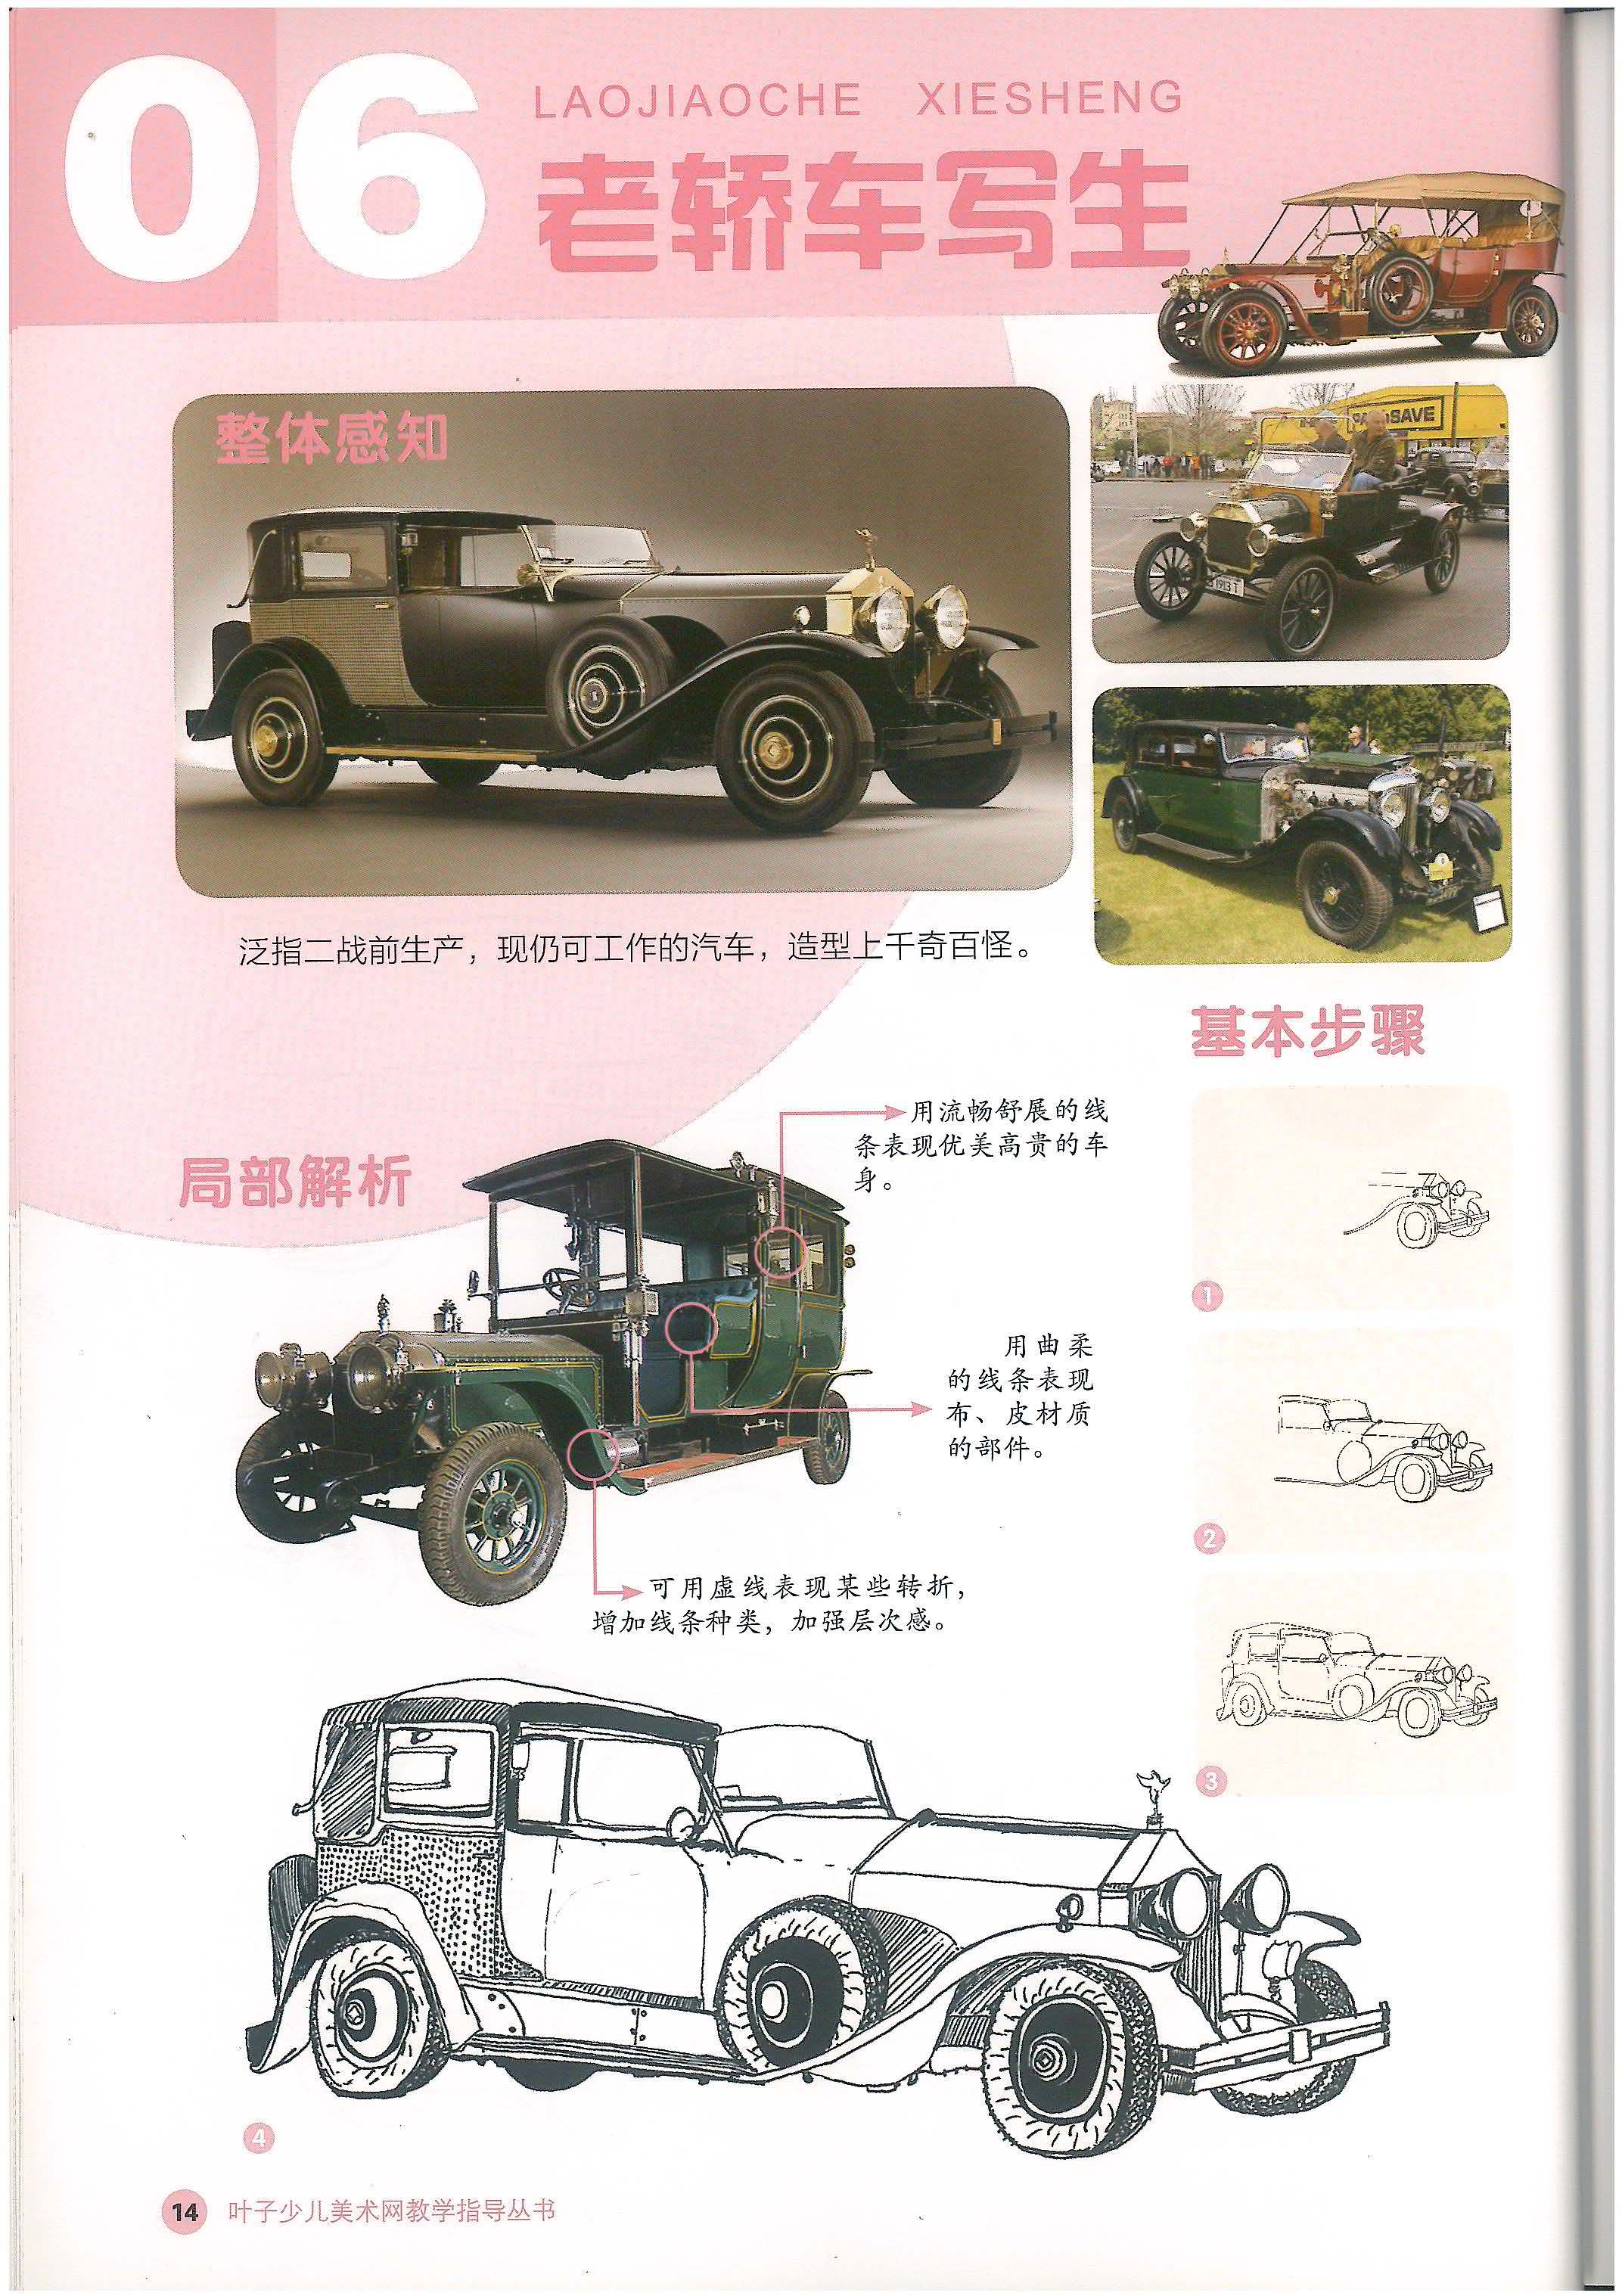 06
LAOJIAOCHE XIESHENG
老轿车写生
整体感知
SAVE
1913 T
泛指二战前生产，现仍可工作的汽车，造型上千奇百怪。
基本步骤
用流畅舒展的线
条表现优美高贵的车
身。
局部解析
用曲柔
的线条表现
布、皮材质
的部件。
可用虚线表现某些转折，
增加线条种类，加强层次感。
1
2
3
4
14 叶子少儿美术网教学指导丛书